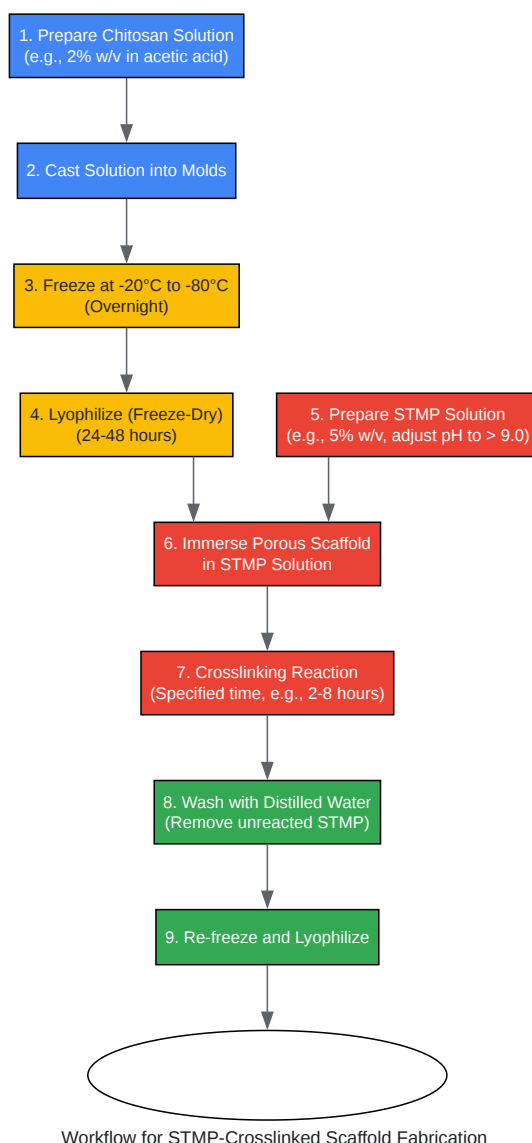 1. Prepare Chitosan Solution
(e.g., 2% w/v in acetic acid)
2. Cast Solution into Molds
3. Freeze at -20°C to -80°C
(Overnight)
4. Lyophilize (Freeze-Dry)
(24-48 hours)
5. Prepare STMP Solution
(e.g., 5% w/v, adjust pH to > 9.0)
6. Immerse Porous Scaffold
in STMP Solution
7. Crosslinking Reaction
(Specified time, e.g., 2-8 hours)
8. Wash with Distilled Water
(Remove unreacted STMP)
9. Re-freeze and Lyophilize
Workflow for STMP-Crosslinked Scaffold Fabrication